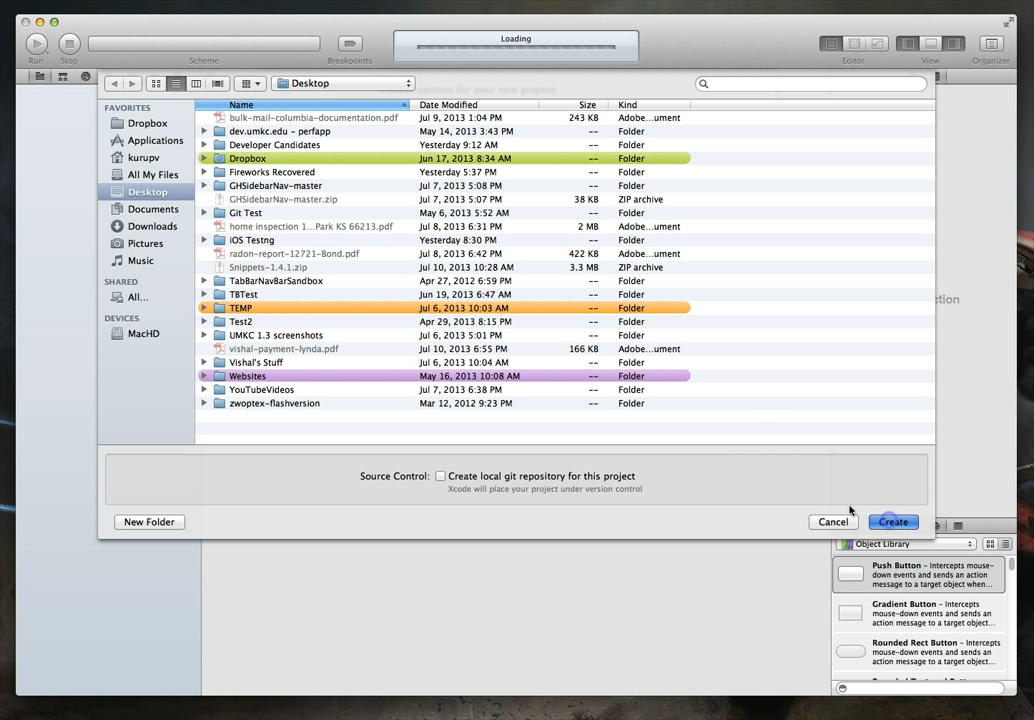 Loading
Run
Stop
Scheme
Breakpoints
Editor
View
Organizer
Desktop
FAVORITES
Dropbox
Applications
kurupv
All My Files
Desktop
Documents
Downloads
Pictures
Music
SHARED
All...
DEVICES
MacHD
Name Date Modified Size Kind
bulk-mail-columbia-documentation.pdf Jul 9, 2013 1:04 PM 243 KB Adobe...ument
dev.umkc.edu - perfapp May 14, 2013 3:43 PM -- Folder
Developer Candidates Yesterday 9:12 AM -- Folder
Dropbox Jun 17, 2013 8:34 AM -- Folder
Fireworks Recovered Yesterday 5:37 PM -- Folder
GHSidebarNav-master Jul 7, 2013 5:08 PM -- Folder
GHSidebarNav-master.zip Jul 7, 2013 5:07 PM 38 KB ZIP archive
Git Test May 6, 2013 5:52 AM -- Folder
home inspection 1...Park KS 66213.pdf Jul 8, 2013 6:31 PM 2 MB Adobe...ument
iOS Testng Yesterday 8:30 PM -- Folder
radon-report-12721-Bond.pdf Jul 8, 2013 6:42 PM 422 KB Adobe...ument
Snippets-1.4.1.zip Jul 10, 2013 10:28 AM 3.3 MB ZIP archive
TabBarNavBarSandbox Apr 27, 2012 6:59 PM -- Folder
TBTest Jun 19, 2013 6:47 AM -- Folder
TEMP Jul 6, 2013 10:03 AM -- Folder
Test2 Apr 29, 2013 8:15 PM -- Folder
UMKC 1.3 screenshots Jul 6, 2013 5:01 PM -- Folder
vishal-payment-lynda.pdf Jul 10, 2013 6:55 PM 166 KB Adobe...ument
Vishal's Stuff Jul 6, 2013 10:04 AM -- Folder
Websites May 16, 2013 10:08 AM -- Folder
YouTubeVideos Jul 7, 2013 6:38 PM -- Folder
zwoptex-flashversion Mar 12, 2012 9:23 PM -- Folder
Source Control: Create local git repository for this project
Xcode will place your project under version control
New Folder
Cancel
Create
Object Library
Push Button - Intercepts mouse-
down events and sends an action
message to a target object when...
Gradient Button - Intercepts
mouse-down events and sends an
action message to a target object...
Rounded Rect Button - Intercepts
mouse-down events and sends an
action message to a target object...